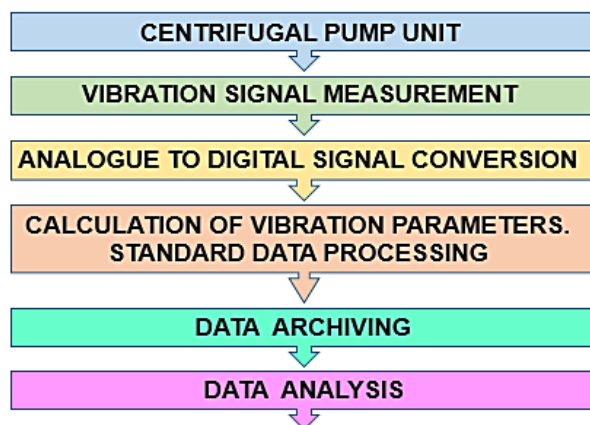 CENTRIFUGAL PUMP UNIT
VIBRATION SIGNAL MEASUREMENT
ANALOGUE TO DIGITAL SIGNAL CONVERSION
CALCULATION OF VIBRATION PARAMETERS.
STANDARD DATA PROCESSING
DATA ARCHIVING
DATA ANALYSIS